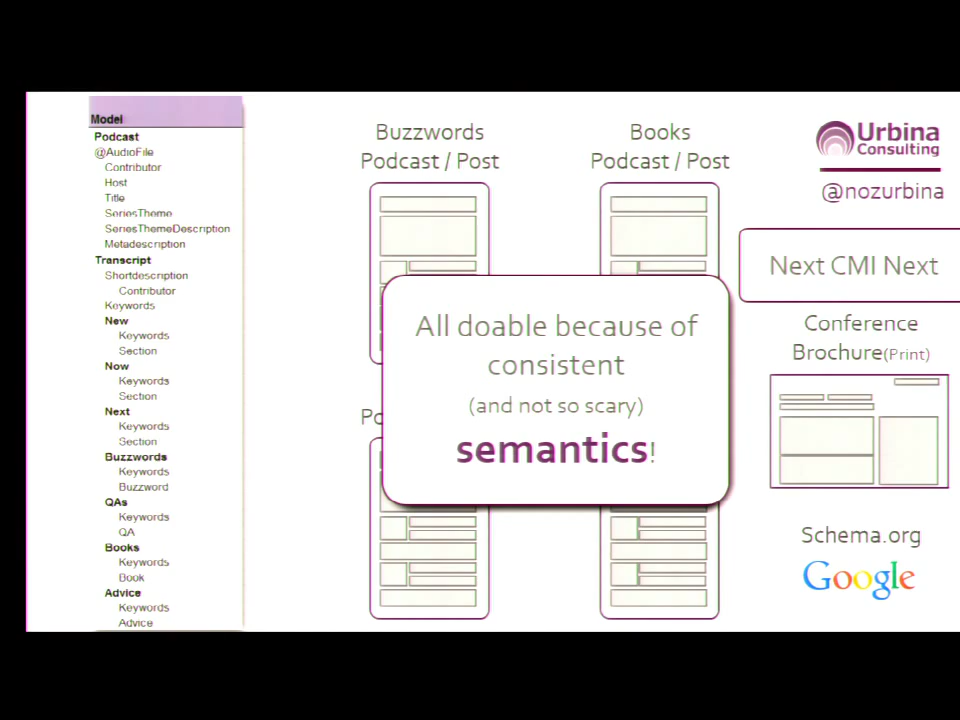 Model
Podcast
@AudioFile
Contributor
Host
Title
SeriesTheme
SeriesThemeDescription
Metadescription
Transcript
Shortdescription
Contributor
Keywords
New
Keywords
Section
Now
Keywords
Section
Next
Keywords
Section
Buzzwords
Keywords
Buzzword
QAs
Keywords
QA
Books
Keywords
Book
Advice
Keywords
Advice
Buzzwords
Podcast / Post
Books
Podcast / Post
All doable because of
consistent
(and not so scary)
semantics!
Urbina
Consulting
@nozurbina
Next CMI Next
Conference
Brochure(Print)
Schema.org
Google